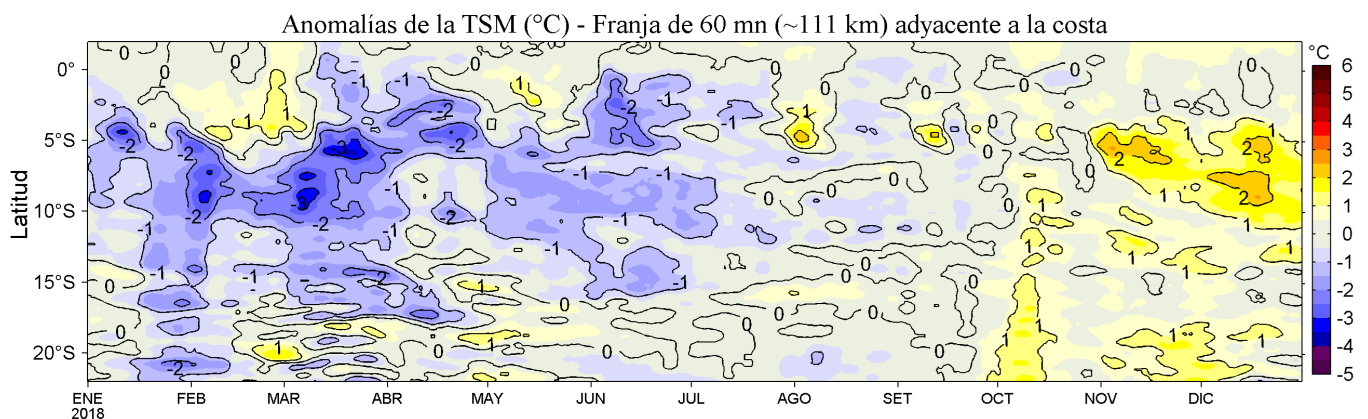 Anomalías de la TSM (°C) - Franja de 60 mn (~111 km) adyacente a la costa
°C
6
5
4
3
2
1
0
-1
-2
-3
-4
-5
Latitud
0°
5°S
10°S
15°S
20°S
ENE FEB MAR ABR MAY JUN JUL AGO SET OCT NOV DIC
2018